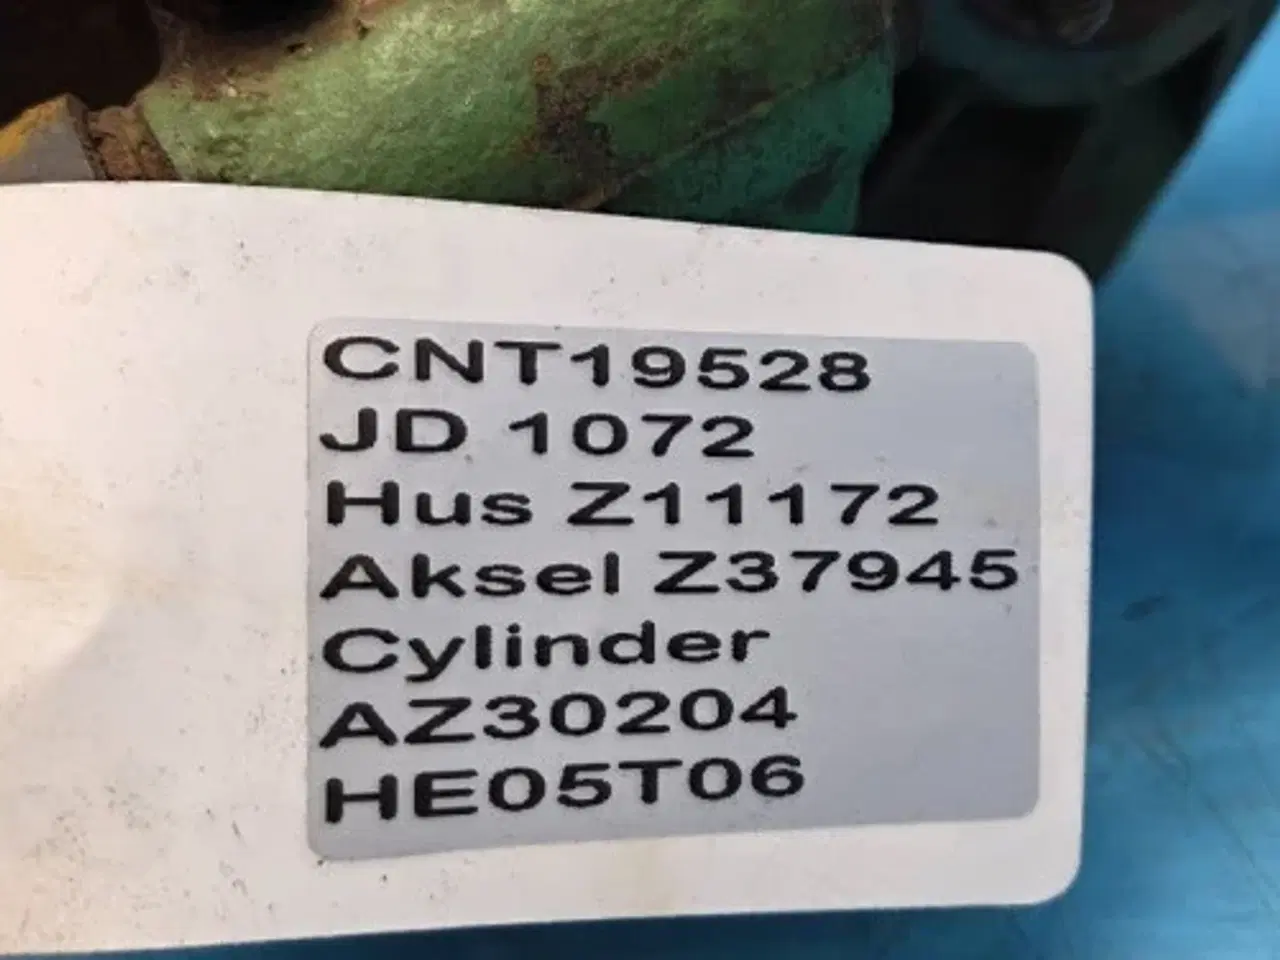 CNT19528
JD 1072
Hus Z11172
Aksel Z37945
Cylinder
AZ30204
HE05T06